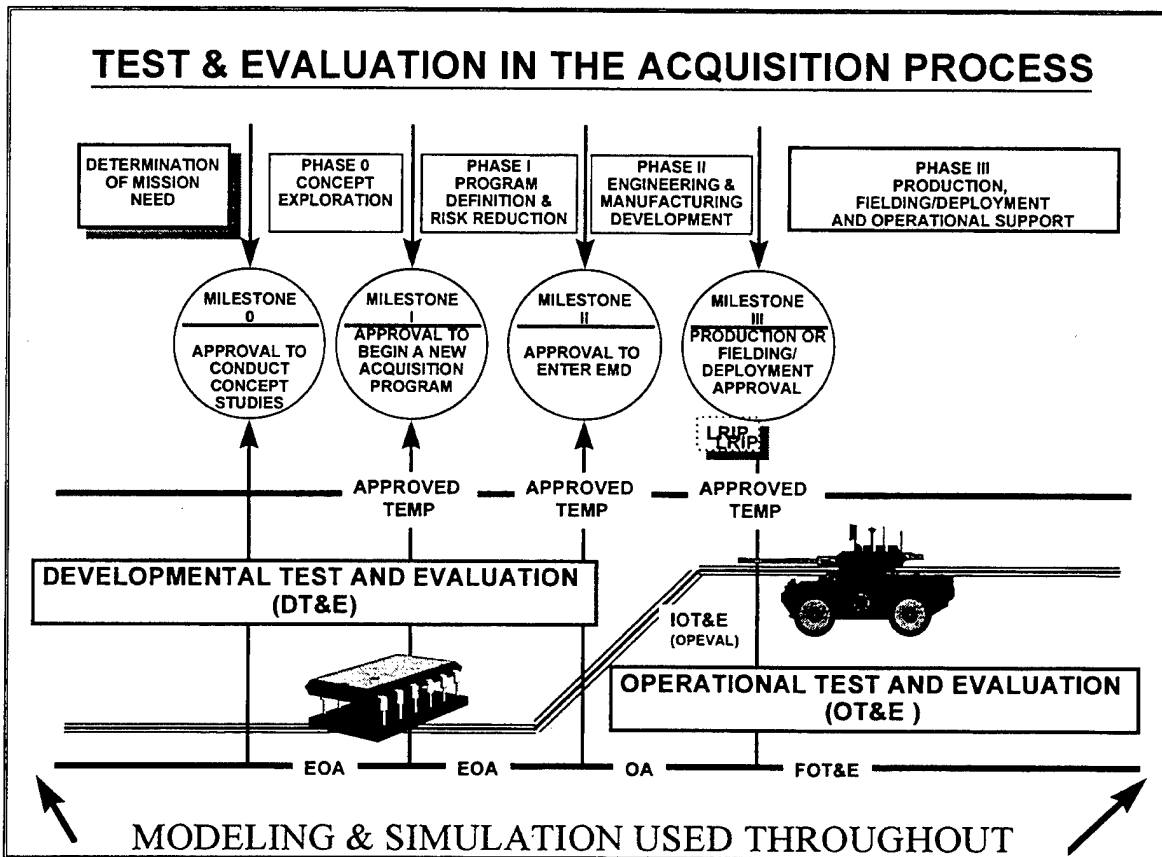 TEST & EVALUATION IN THE ACQUISITION PROCESS
DETERMINATION
OF MISSION
NEED
PHASE 0
CONCEPT
EXPLORATION
PHASE I
PROGRAM
DEFINITION &
RISK REDUCTION
PHASE II
ENGINEERING &
MANUFACTURING
DEVELOPMENT
PHASE III
PRODUCTION,
FIELDING/DEPLOYMENT
AND OPERATIONAL SUPPORT
MILESTONE
0
APPROVAL TO
CONDUCT
CONCEPT
STUDIES
MILESTONE
I
APPROVAL TO
BEGIN A NEW
ACQUISITION
PROGRAM
MILESTONE
II
APPROVAL TO
ENTER EMD
MILESTONE
III
PRODUCTION OR
FIELDING/
DEPLOYMENT
APPROVAL
LRIP
LRIP
APPROVED
TEMP
APPROVED
TEMP
APPROVED
TEMP
DEVELOPMENTAL TEST AND EVALUATION
(DT&E)
IOT&E
(OPEVAL)
OPERATIONAL TEST AND EVALUATION
(OT&E )
EOA
EOA
OA
FOT&E
MODELING & SIMULATION USED THROUGHOUT